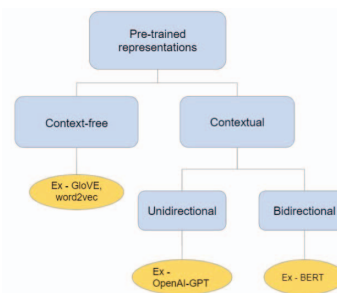 Pre-trained
representations
Context-free
Contextual
Ex - GloVE,
word2vec
Unidirectional
Bidirectional
Ex -
OpenAI-GPT
Ex - BERT